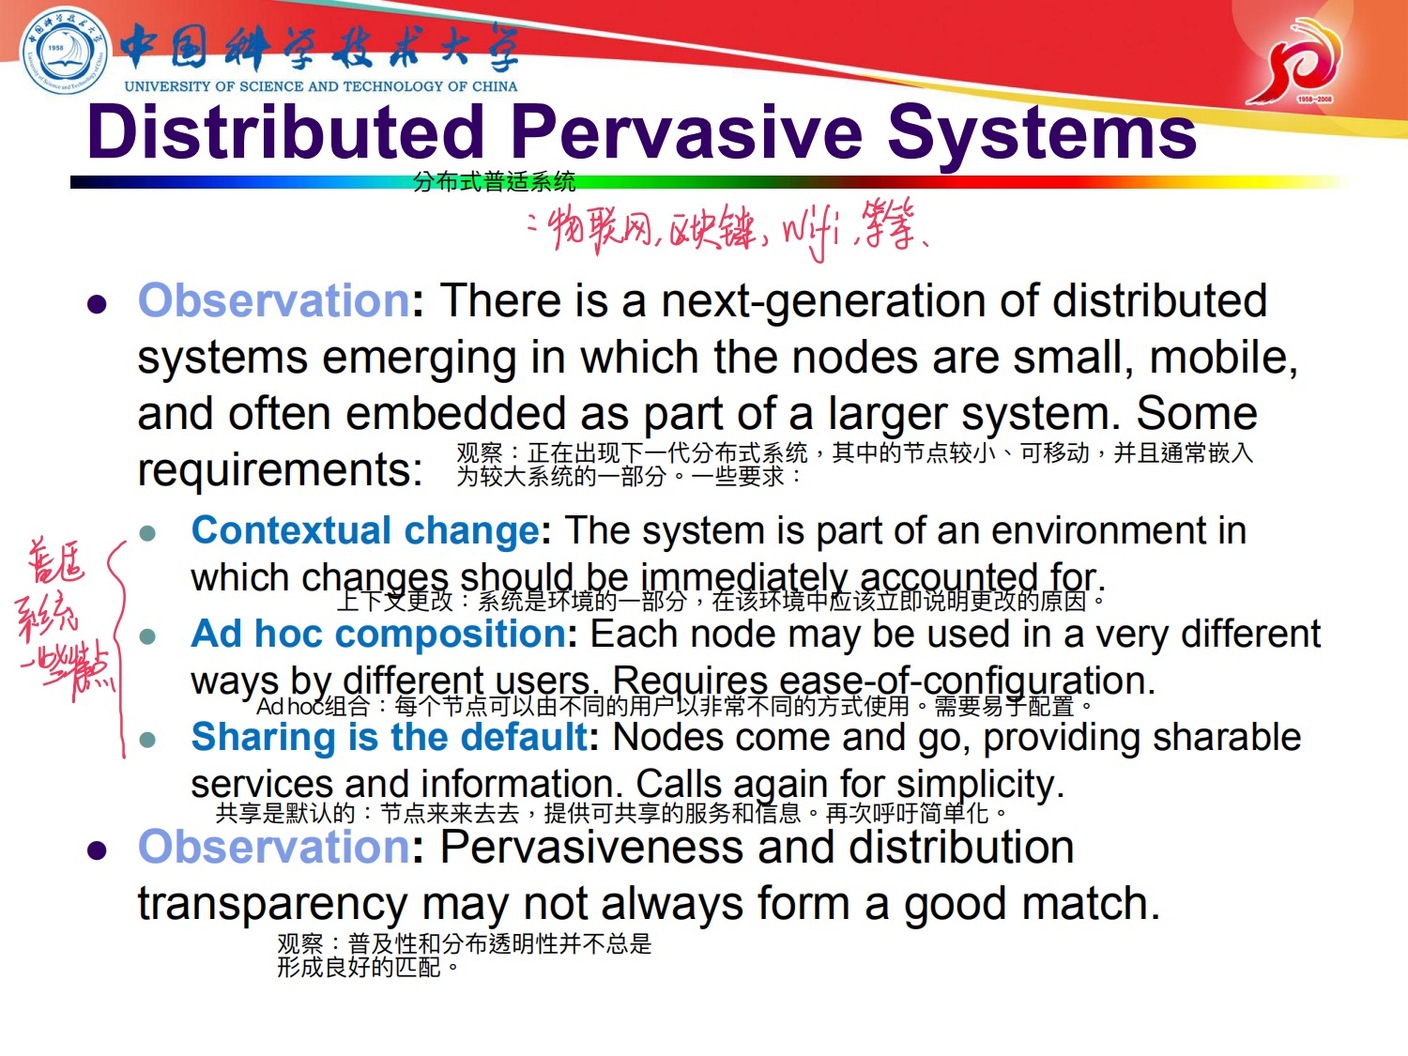 中国科学技术大学
UNIVERSITY OF SCIENCE AND TECHNOLOGY OF CHINA
1958
1958—2008
Distributed Pervasive Systems
分布式普适系统
:物联网,区块链,wifi,等等、
Observation: There is a next-generation of distributed
systems emerging in which the nodes are small, mobile,
and often embedded as part of a larger system. Some
requirements:
观察：正在出现下一代分布式系统，其中的节点较小、可移动，并且通常嵌入
为较大系统的一部分。一些要求：
普适
系统
一些特点
Contextual change: The system is part of an environment in
which changes should be immediately accounted for.
上下文更改：系统是环境的一部分，在该环境中应该立即说明更改的原因。
Ad hoc composition: Each node may be used in a very different
ways by different users. Requires ease-of-configuration.
Ad hoc组合：每个节点可以由不同的用户以非常不同的方式使用。需要易于配置。
Sharing is the default: Nodes come and go, providing sharable
services and information. Calls again for simplicity.
共享是默认的：节点来来去去，提供可共享的服务和信息。再次呼吁简单化。
Observation: Pervasiveness and distribution
transparency may not always form a good match.
观察：普及性和分布透明性并不总是
形成良好的匹配。